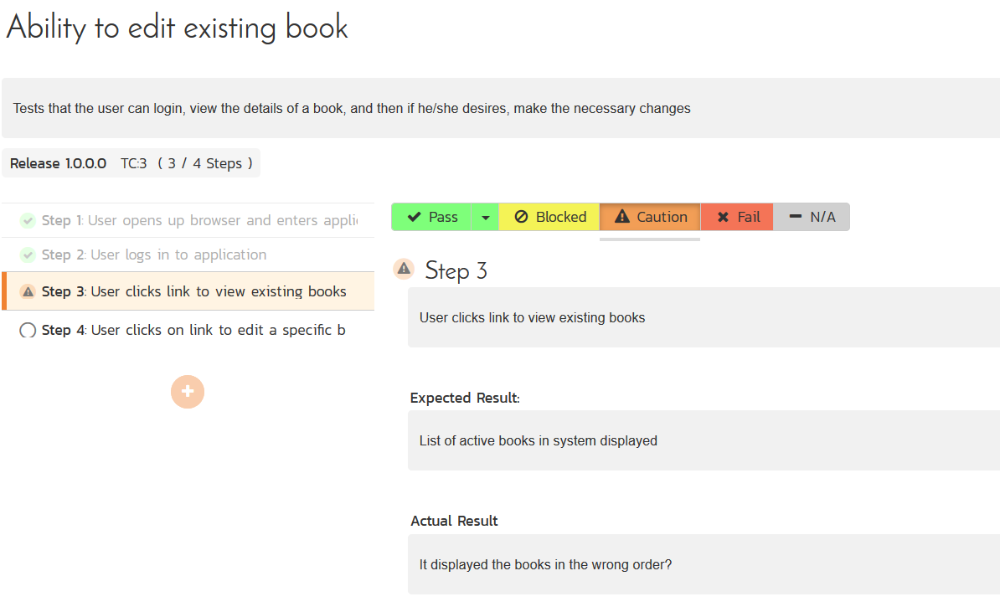 Ability to edit existing book
Tests that the user can login, view the details of a book, and then if he/she desires, make the necessary changes
Release 1.0.0.0 TC:3 ( 3 / 4 Steps )
Step 1: User opens up browser and enters appli
Step 2: User logs in to application
Step 3: User clicks link to view existing books
Step 4: User clicks on link to edit a specific b
Pass Blocked Caution Fail N/A
Step 3
User clicks link to view existing books
Expected Result:
List of active books in system displayed
Actual Result
It displayed the books in the wrong order?